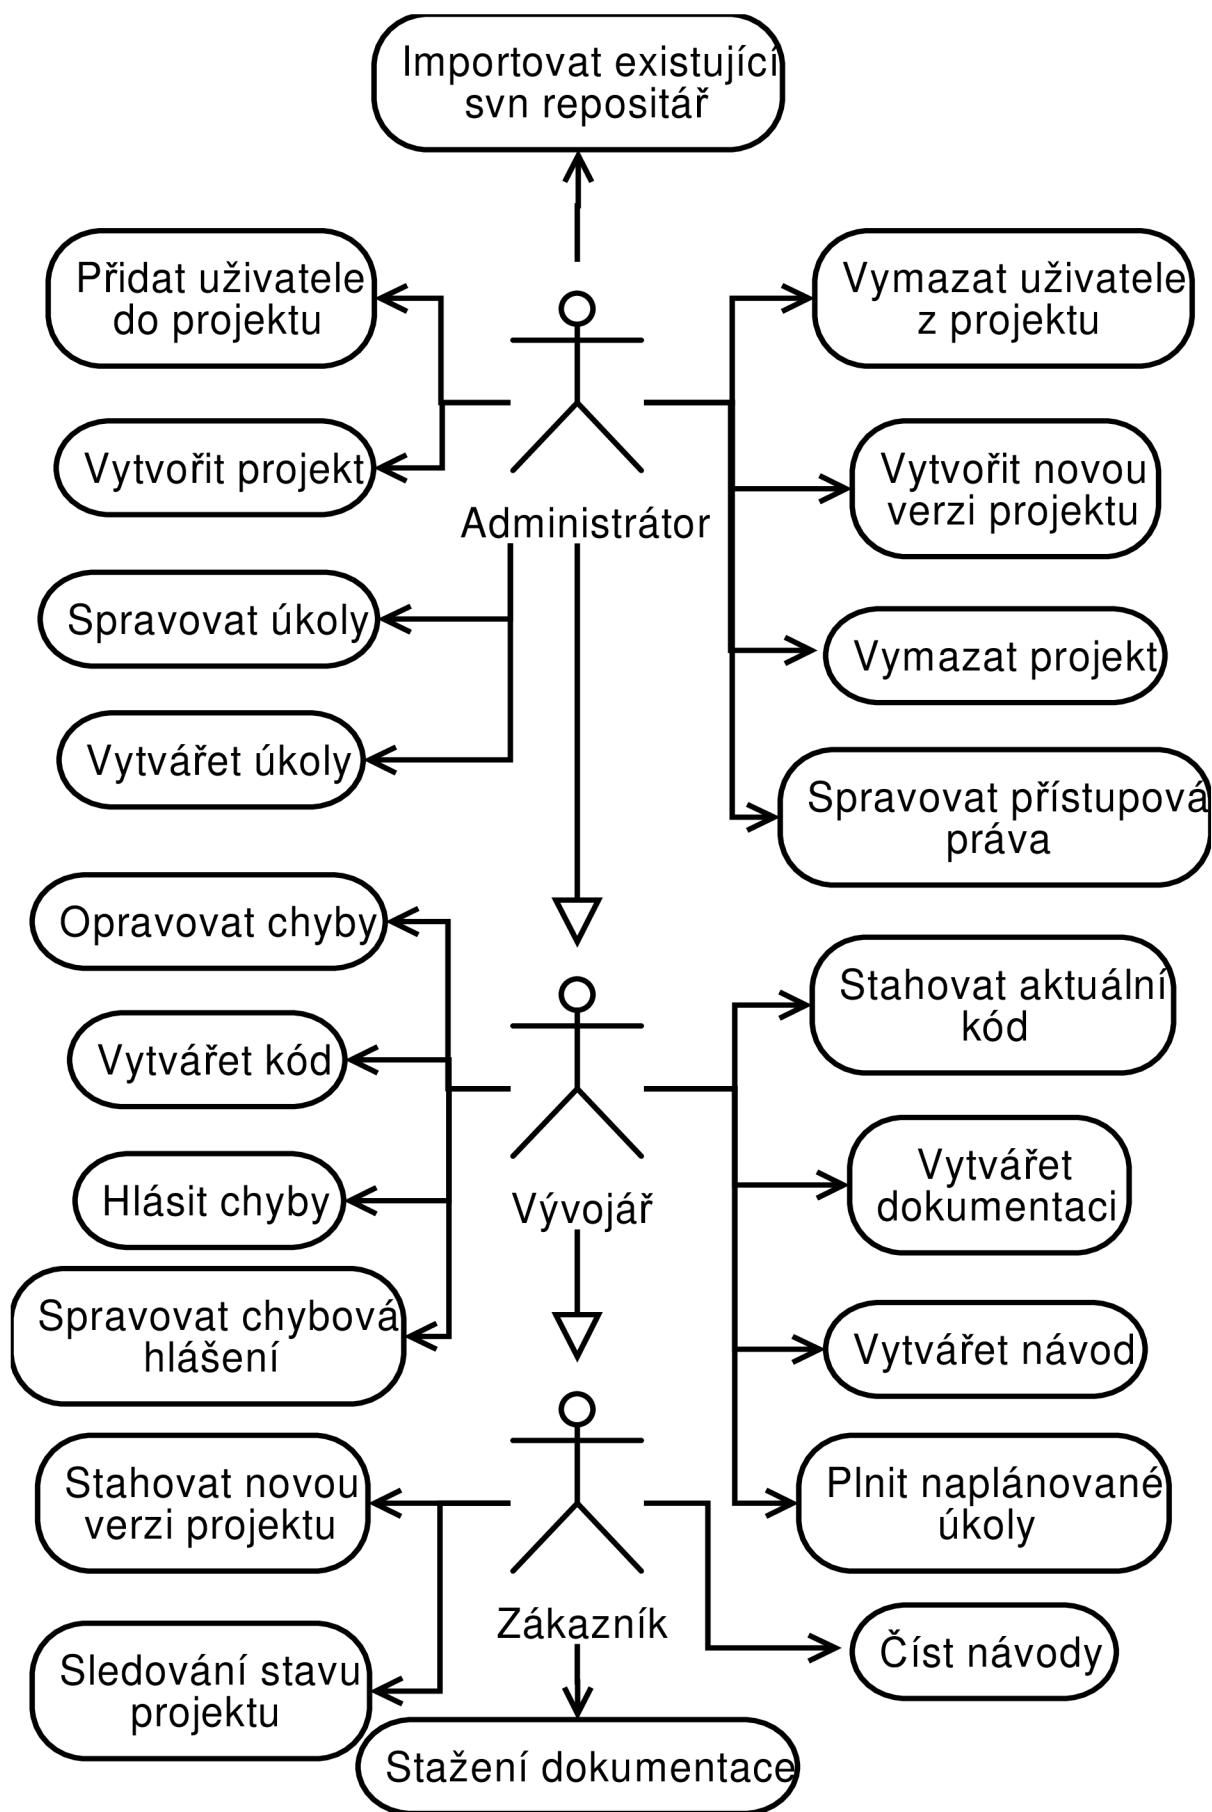 Importovat existující
svn repositář
Přidat uživatele
do projektu
Vymazat uživatele
z projektu
Vytvořit projekt
Vytvořit novou
verzi projektu
Administrátor
Spravovat úkoly
Vymazat projekt
Vytvářet úkoly
Spravovat přístupová
práva
Opravovat chyby
Stahovat aktuální
kód
Vytvářet kód
Vytvářet
dokumentaci
Hlásit chyby
Vývojář
Spravovat chybová
hlášení
Vytvářet návod
Stahovat novou
verzi projektu
Plnit naplánované
úkoly
Zákazník
Číst návody
Sledování stavu
projektu
Stažení dokumentace